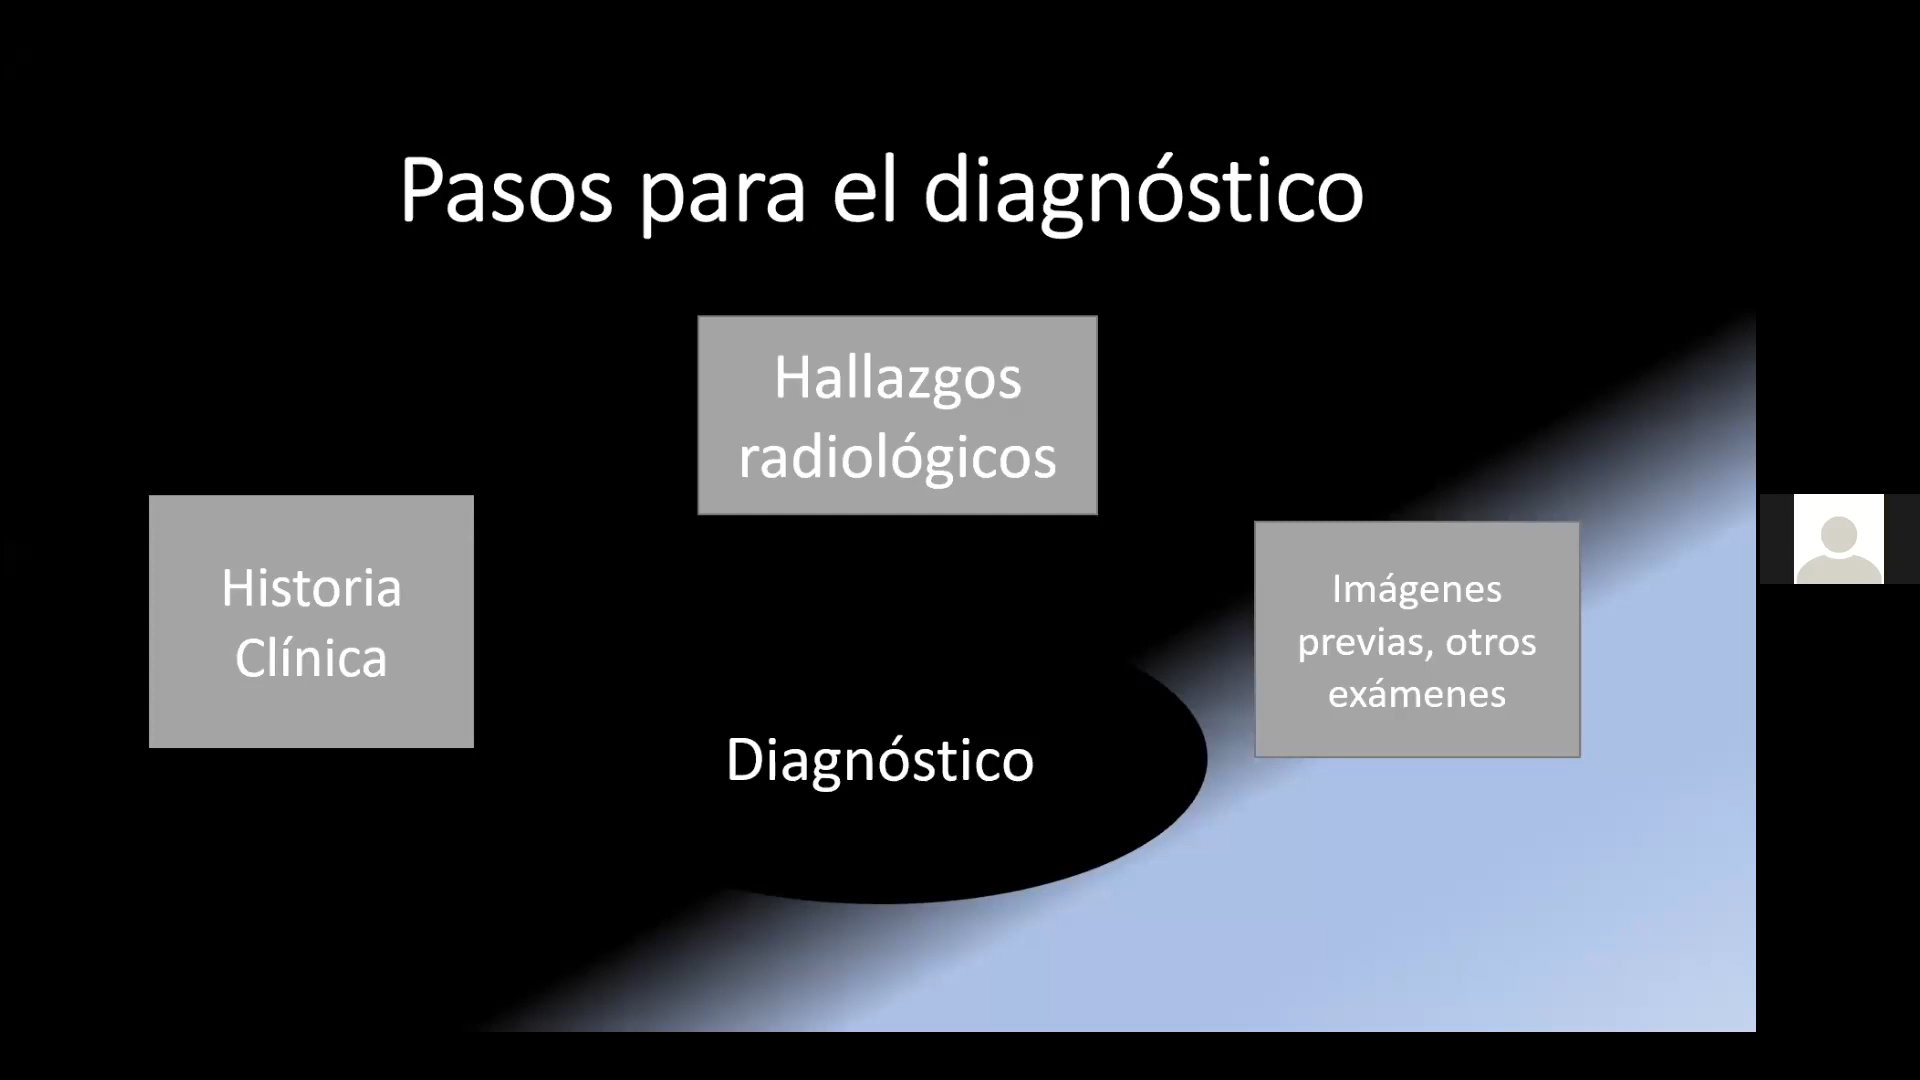 Pasos para el diagnóstico
Hallazgos
radiológicos
Historia
Clínica
Imágenes
previas, otros
exámenes
Diagnóstico